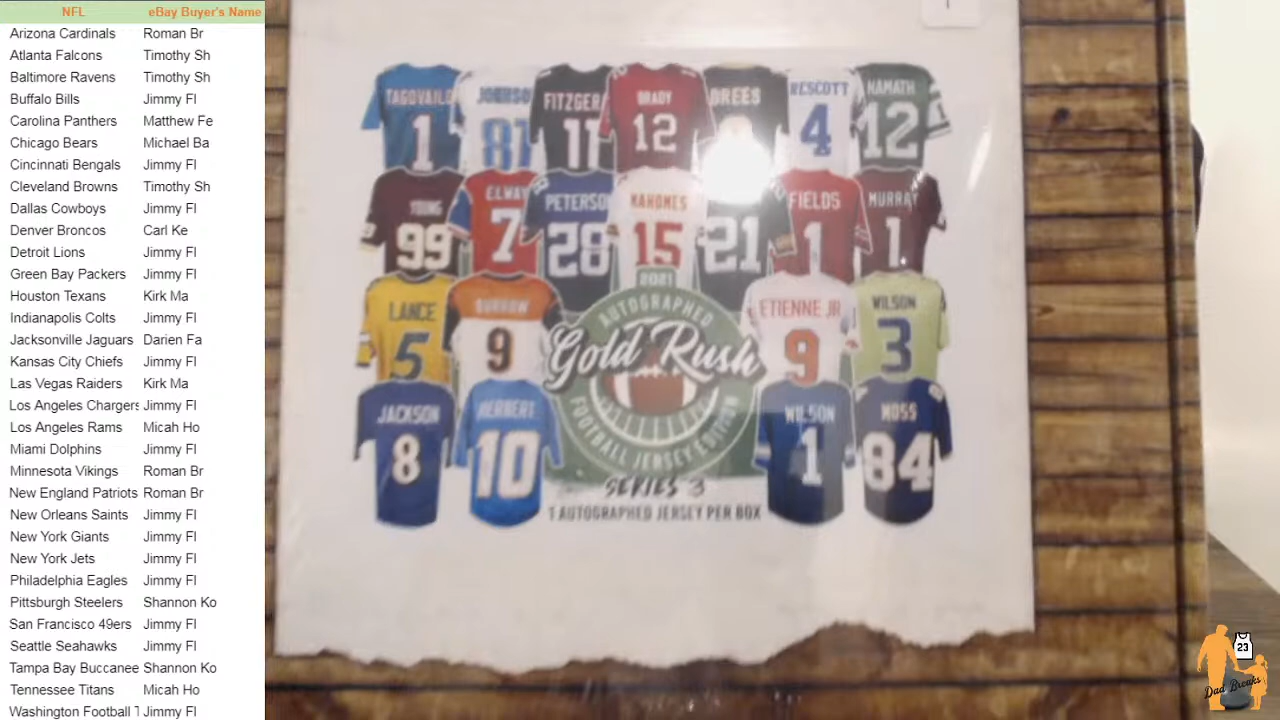 NFL eBay Buyer's Name
Arizona Cardinals Roman Br
Atlanta Falcons Timothy Sh
Baltimore Ravens Timothy Sh
Buffalo Bills Jimmy Fl
Carolina Panthers Matthew Fe
Chicago Bears Michael Ba
Cincinnati Bengals Jimmy Fl
Cleveland Browns Timothy Sh
Dallas Cowboys Jimmy Fl
Denver Broncos Carl Ke
Detroit Lions Jimmy Fl
Green Bay Packers Jimmy Fl
Houston Texans Kirk Ma
Indianapolis Colts Jimmy Fl
Jacksonville Jaguars Darien Fa
Kansas City Chiefs Jimmy Fl
Las Vegas Raiders Kirk Ma
Los Angeles Chargers Jimmy Fl
Los Angeles Rams Micah Ho
Miami Dolphins Jimmy Fl
Minnesota Vikings Roman Br
New England Patriots Roman Br
New Orleans Saints Jimmy Fl
New York Giants Jimmy Fl
New York Jets Jimmy Fl
Philadelphia Eagles Jimmy Fl
Pittsburgh Steelers Shannon Ko
San Francisco 49ers Jimmy Fl
Seattle Seahawks Jimmy Fl
Tampa Bay Buccanee Shannon Ko
Tennessee Titans Micah Ho
Washington Football T Jimmy Fl
TAGOVAILO JOHNSO FITZGER BRADY BREES RESCOTT NAMATH
1 81 11 12 4 12
YOUNG ELWAY PETERSO MAHOMES FIELDS MURRAY
99 7 28 15 21 1 1
LANCE BURROW ETIENNE JR WILSON
5 9 9 3
JACKSON HERBERT WILSON MOSS
8 10 1 84
2021
AUTOGRAPHED
Gold Rush
FOOTBALL JERSEY EDITION
SERIES 3
1 AUTOGRAPHED JERSEY PER BOX
23
Dad Breaks